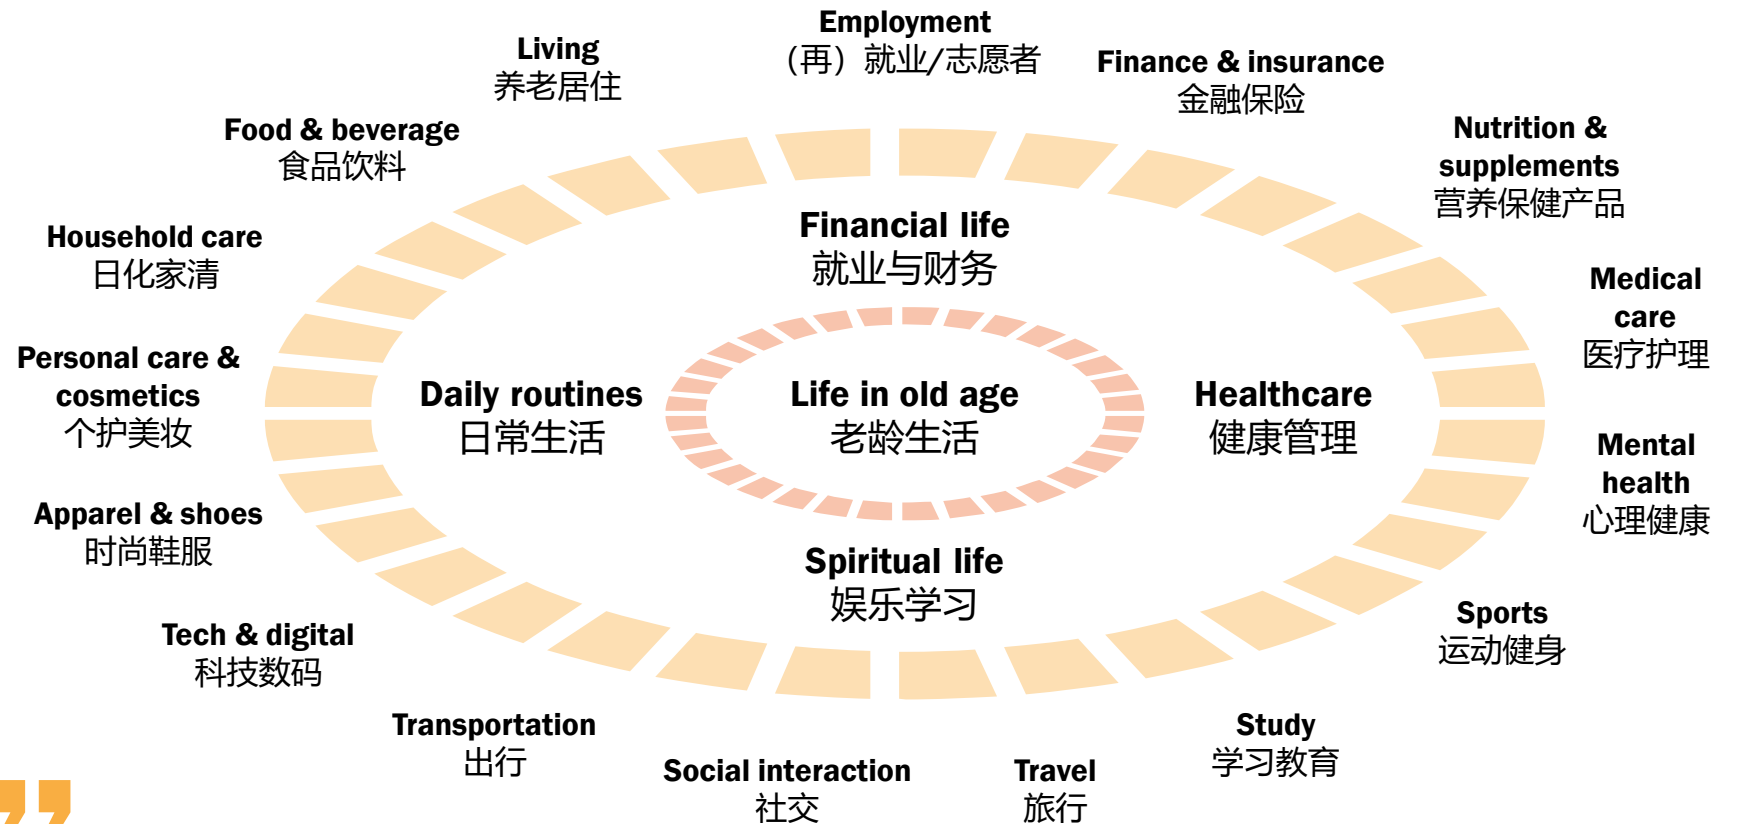 Employment
（再）就业/志愿者
Living
养老居住
Finance & insurance
金融保险
Food & beverage
食品饮料
Nutrition &
supplements
营养保健产品
Household care
日化家清
Financial life
就业与财务
Medical
care
医疗护理
Personal care &
cosmetics
个护美妆
Daily routines
日常生活
Life in old age
老龄生活
Healthcare
健康管理
Mental
health
心理健康
Apparel & shoes
时尚鞋服
Spiritual life
娱乐学习
Sports
运动健身
Tech & digital
科技数码
Transportation
出行
Social interaction
社交
Travel
旅行
Study
学习教育
”